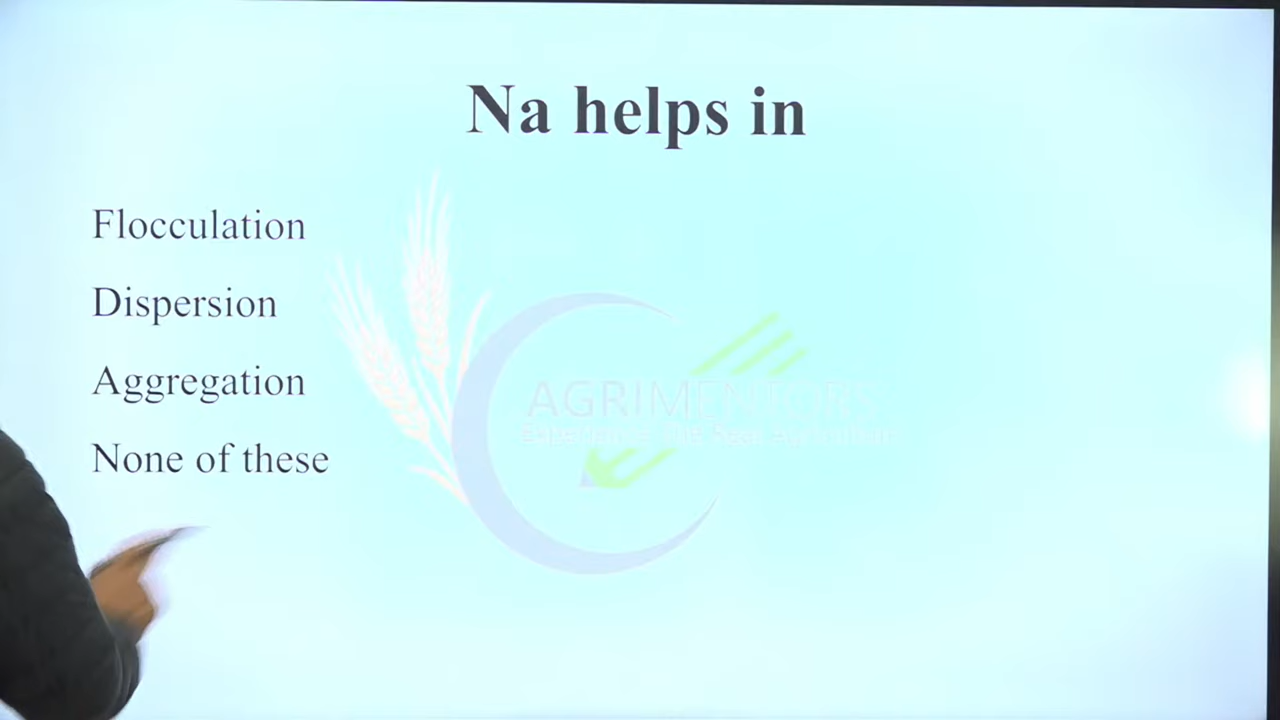 Na helps in
Flocculation
Dispersion
Aggregation
None of these
AGRIMENTORS